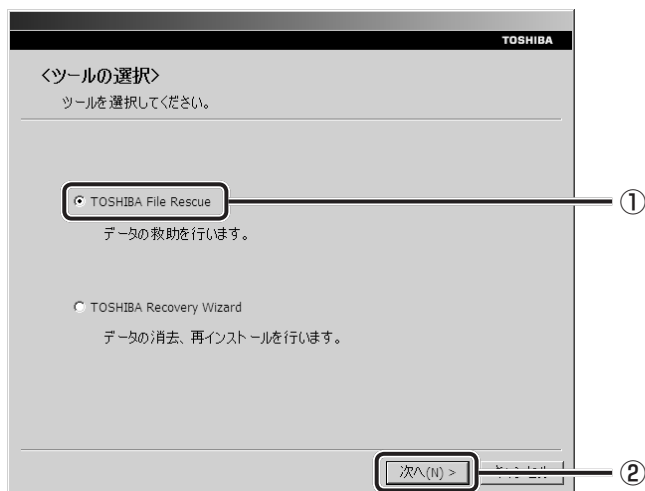 TOSHIBA
<ツールの選択>
ツールを選択してください。
TOSHIBA File Rescue
①
データの救助を行います。
TOSHIBA Recovery Wizard
データの消去、再インストールを行います。
次へ(N) >
②